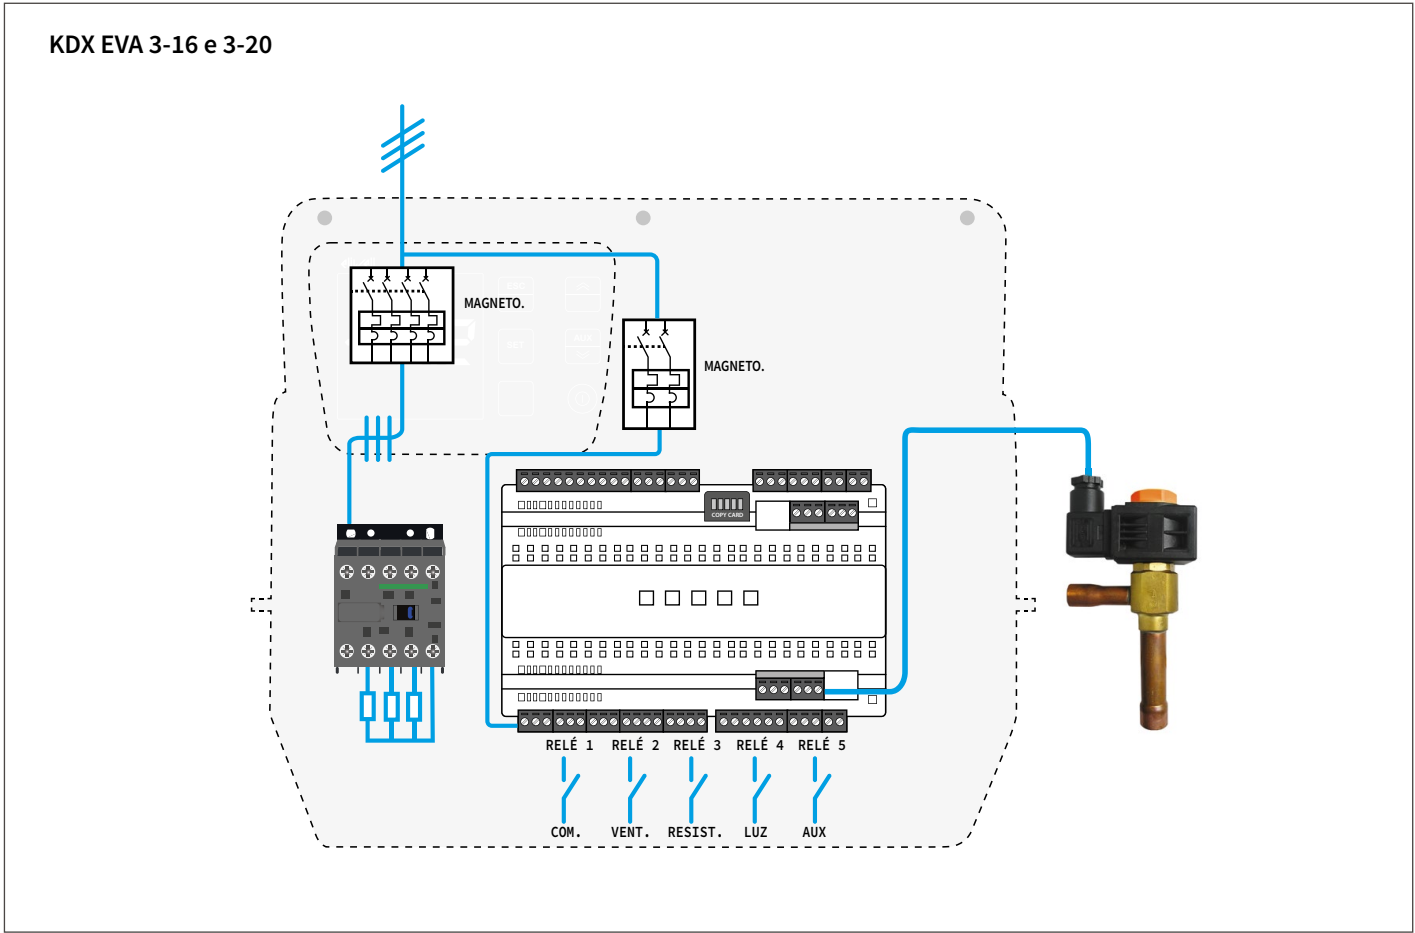 KDX EVA 3-16 e 3-20
MAGNETO.
MAGNETO.
COPY CARD
RELÉ 1 RELÉ 2 RELÉ 3 RELÉ 4 RELÉ 5
COM. VENT. RESIST. LUZ AUX